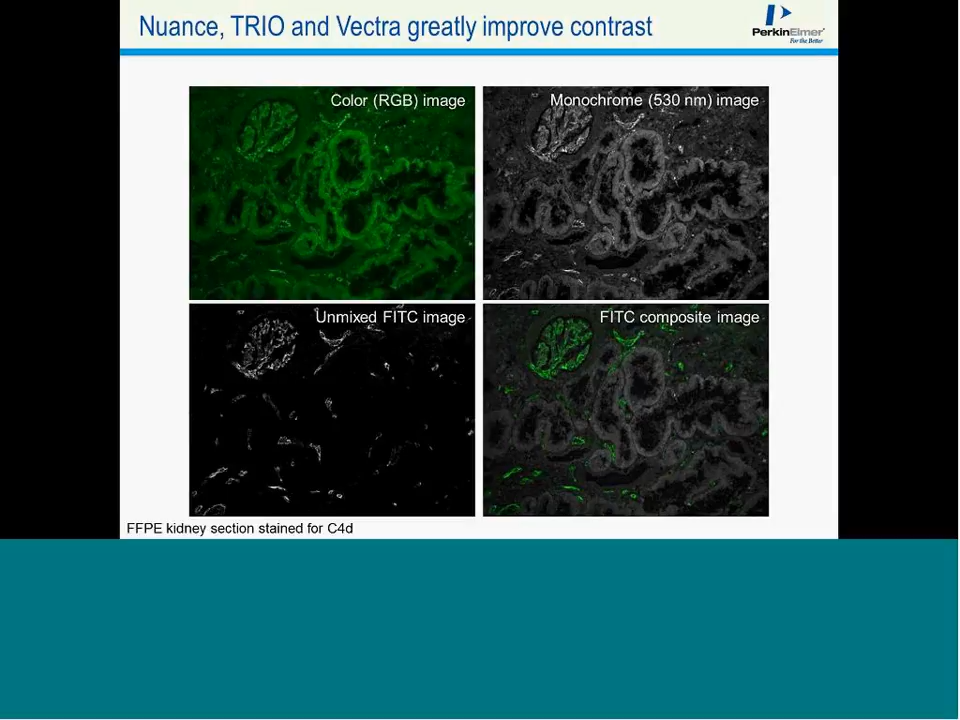 Nuance, TRIO and Vectra greatly improve contrast
PerkinElmer
For the Better
Color (RGB) image
Monochrome (530 nm) image
Unmixed FITC image
FITC composite image
FFPE kidney section stained for C4d